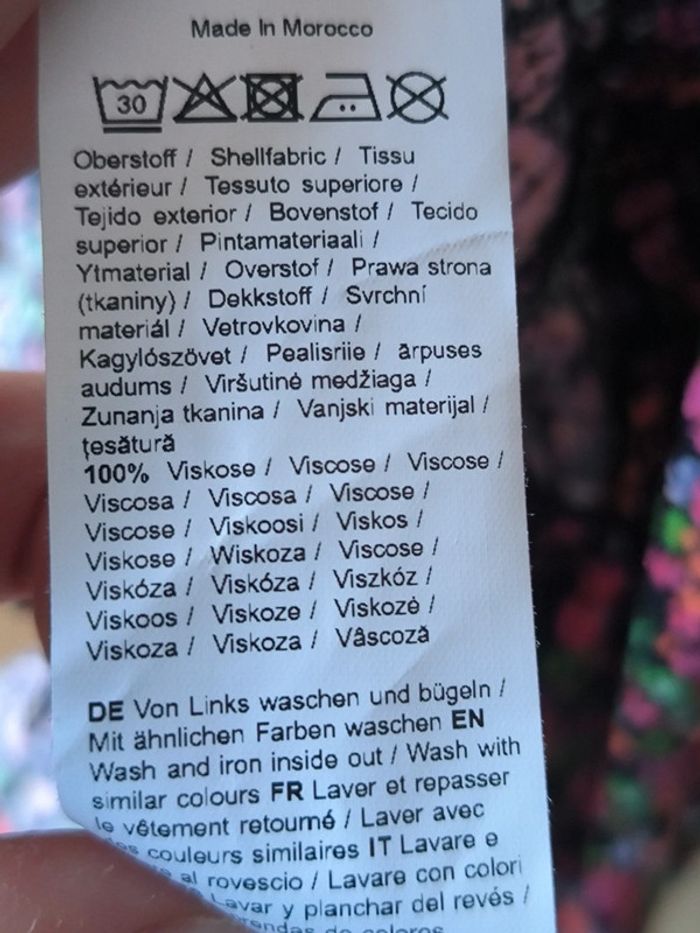 Made In Morocco
30
Oberstoff / Shellfabric / Tissu
extérieur / Tessuto superiore /
Tejido exterior / Bovenstof / Tecido
superior / Pintamateriaali /
Ytmaterial / Overstof / Prawa strona
(tkaniny) / Dekkstoff / Svrchní
materiál / Vetrovkovina /
Kagylószövet / Pealisriie / ārpuses
audums / Viršutinė medžiaga /
Zunanja tkanina / Vanjski materijal /
țesătură
100% Viskose / Viscose / Viscose /
Viscosa / Viscosa / Viscose /
Viscose / Viskoosi / Viskos /
Viskose / Wiskoza / Viscose /
Viskóza / Viskóza / Viszkóz /
Viskoos / Viskoze / Viskozė /
Viskoza / Viskoza / Vâscoză
DE Von Links waschen und bügeln /
Mit ähnlichen Farben waschen EN
Wash and iron inside out / Wash with
similar colours FR Laver et repasser
le vêtement retourné / Laver avec
couleurs similaires IT Lavare e
al rovescio / Lavare con colori
Lavar y planchar del revés /
de colores